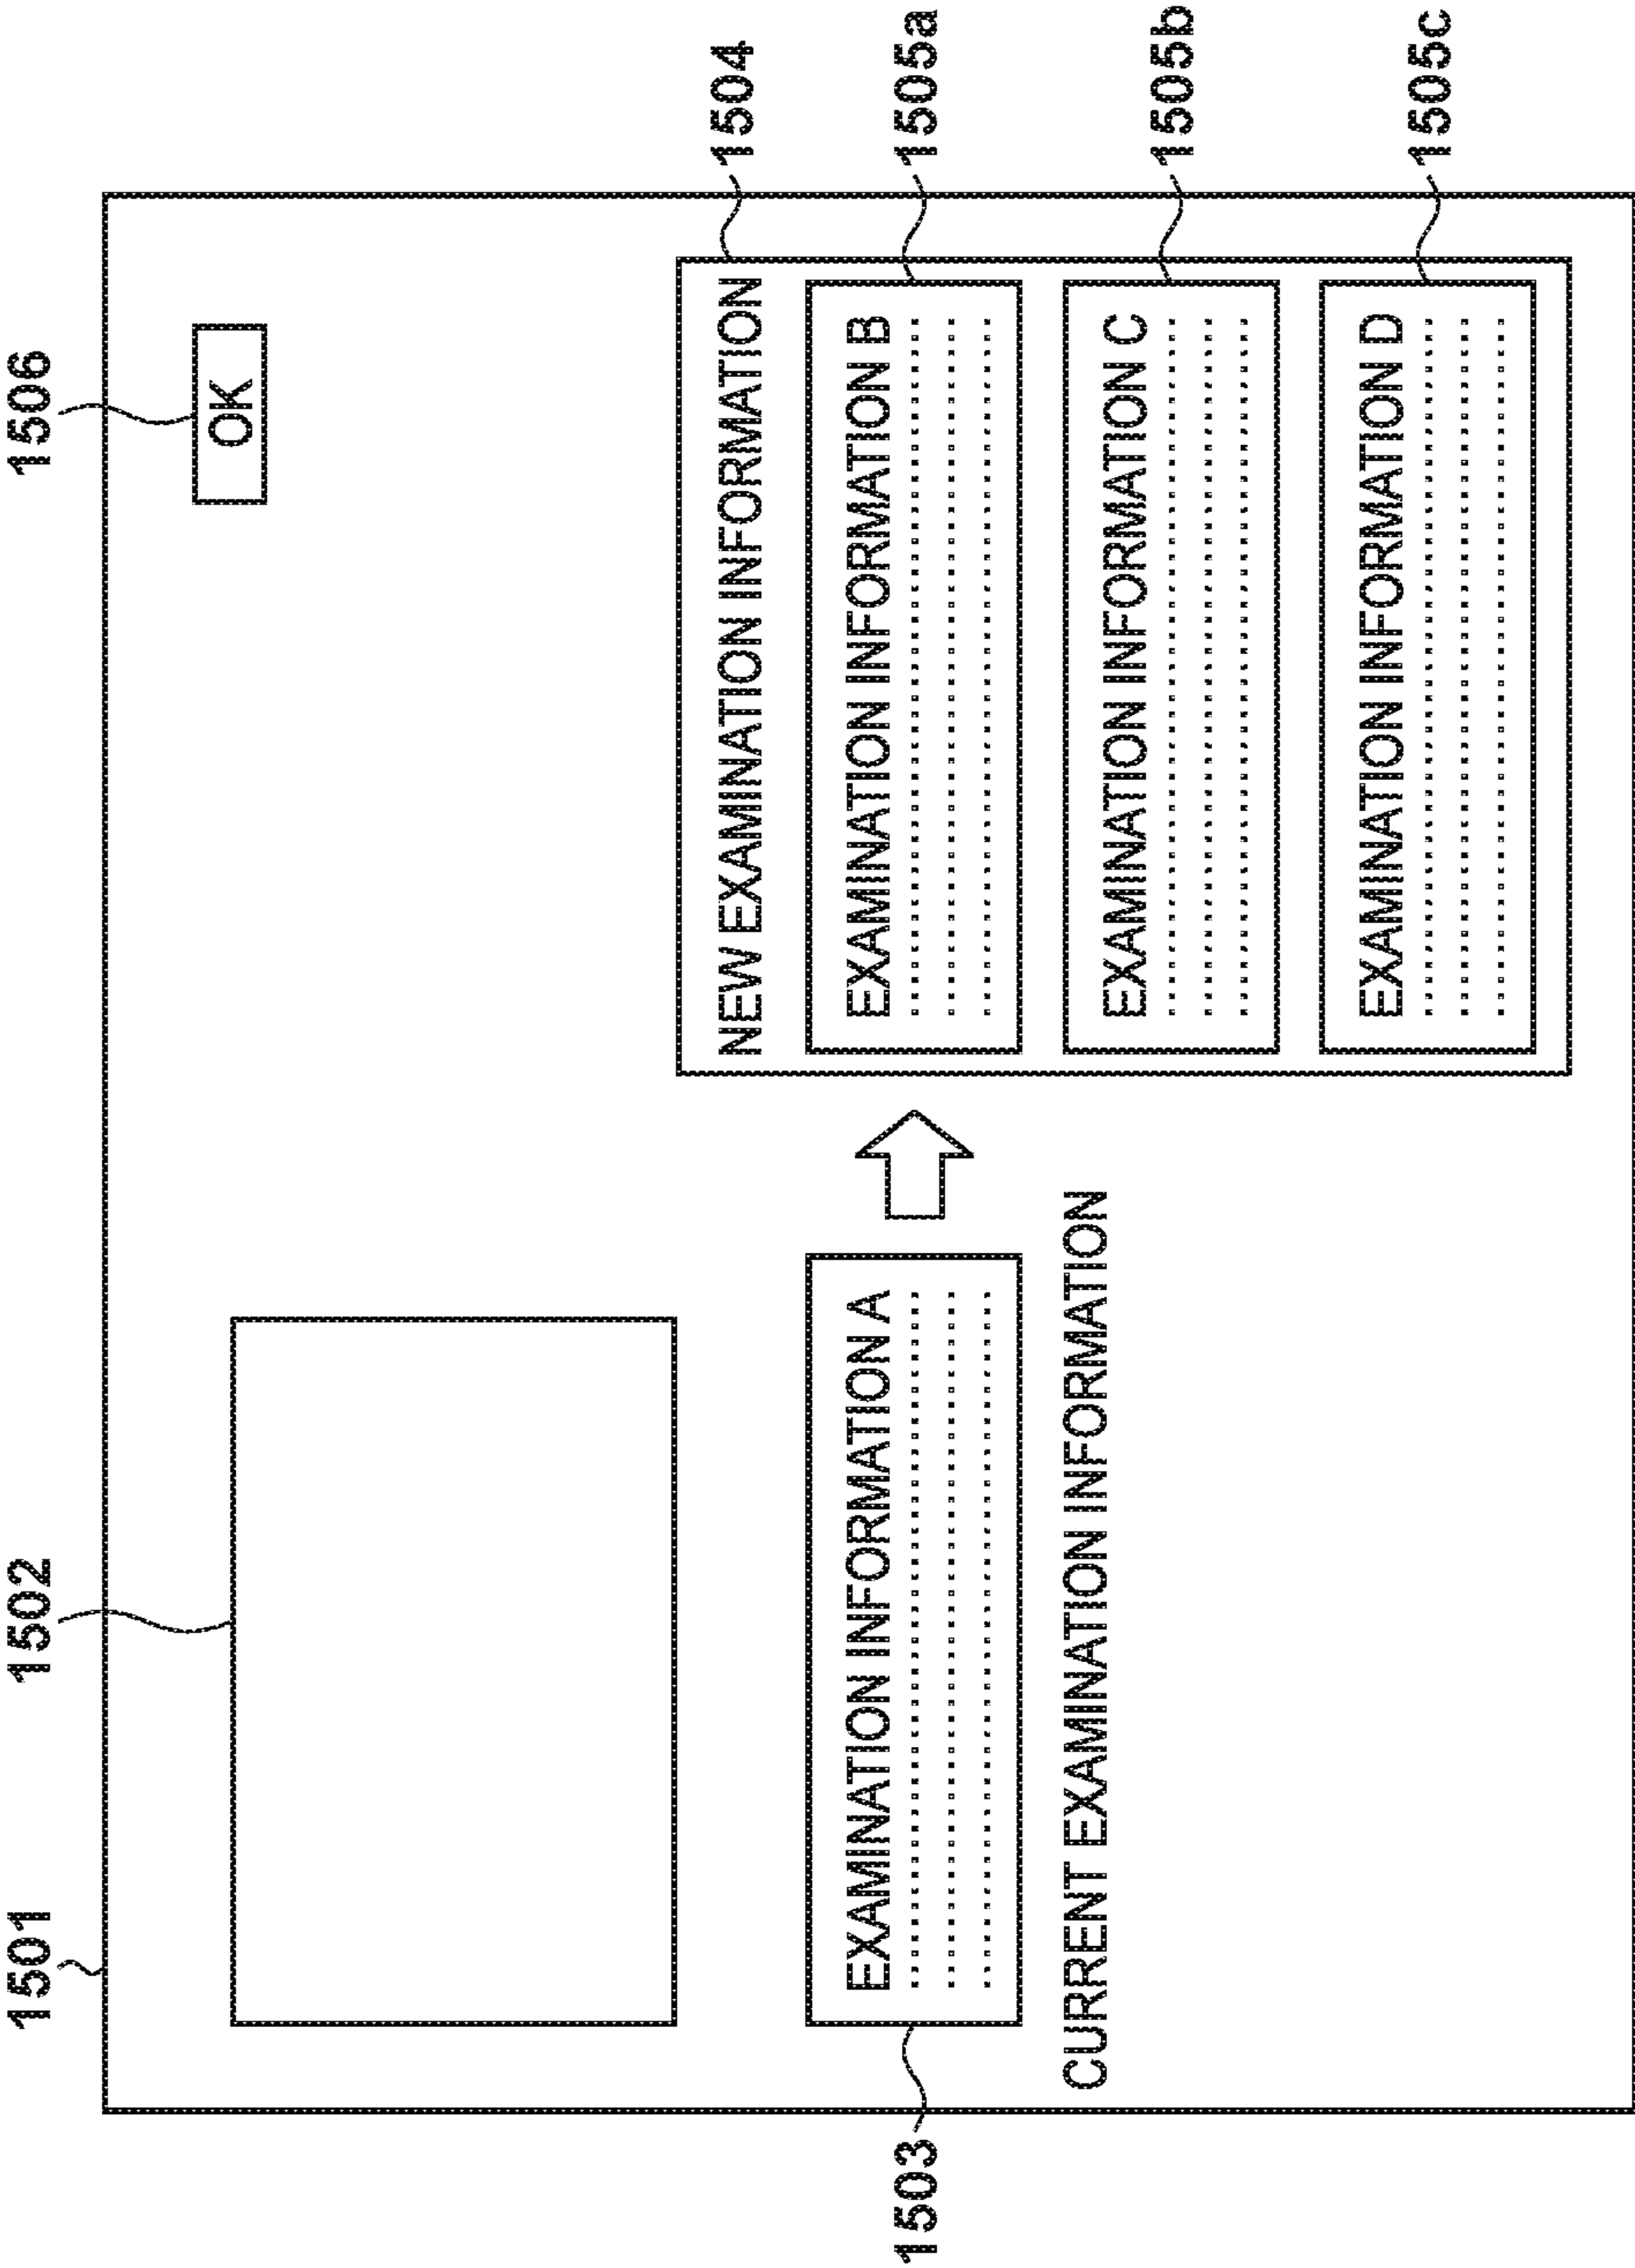 1501
1502
1506
OK
1504
NEW EXAMINATION INFORMATION
1503
EXAMINATION INFORMATION A
EXAMINATION INFORMATION B
1505a
CURRENT EXAMINATION INFORMATION
EXAMINATION INFORMATION C
1505b
EXAMINATION INFORMATION D
1505c